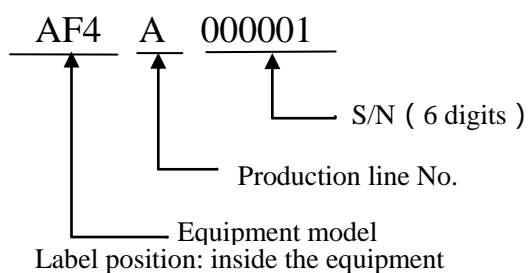 AF4 A 000001
S/N ( 6 digits )
Production line No.
Equipment model
Label position: inside the equipment